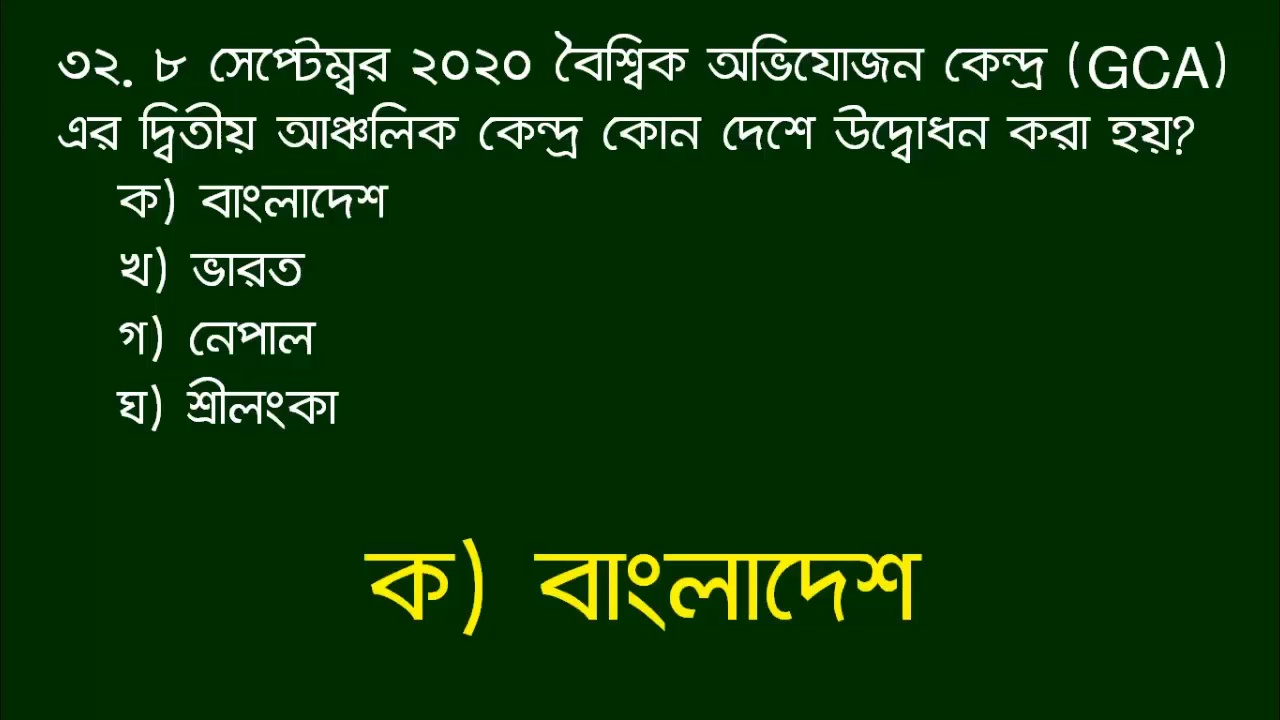 ৩২. ৮ সেপ্টেম্বর ২০২০ বৈশ্বিক অভিযোজন কেন্দ্র (GCA)
এর দ্বিতীয় আঞ্চলিক কেন্দ্র কোন দেশে উদ্বোধন করা হয়?
ক) বাংলাদেশ
খ) ভারত
গ) নেপাল
ঘ) শ্রীলংকা
ক) বাংলাদেশ